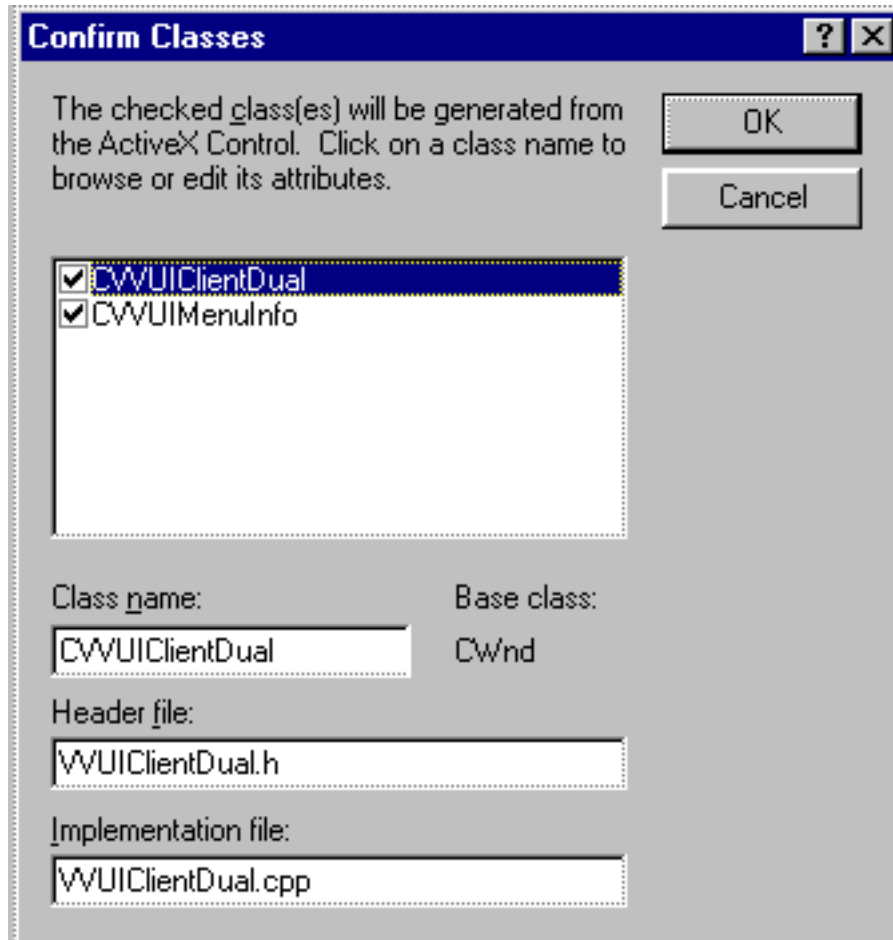 Confirm Classes
The checked class(es) will be generated from
the ActiveX Control. Click on a class name to
browse or edit its attributes.
OK
Cancel
CVVUIClientDual
CVVUIMenuInfo
Class name:
Base class:
CVVUIClientDual
CWnd
Header file:
VVUIClientDual.h
Implementation file:
VVUIClientDual.cpp